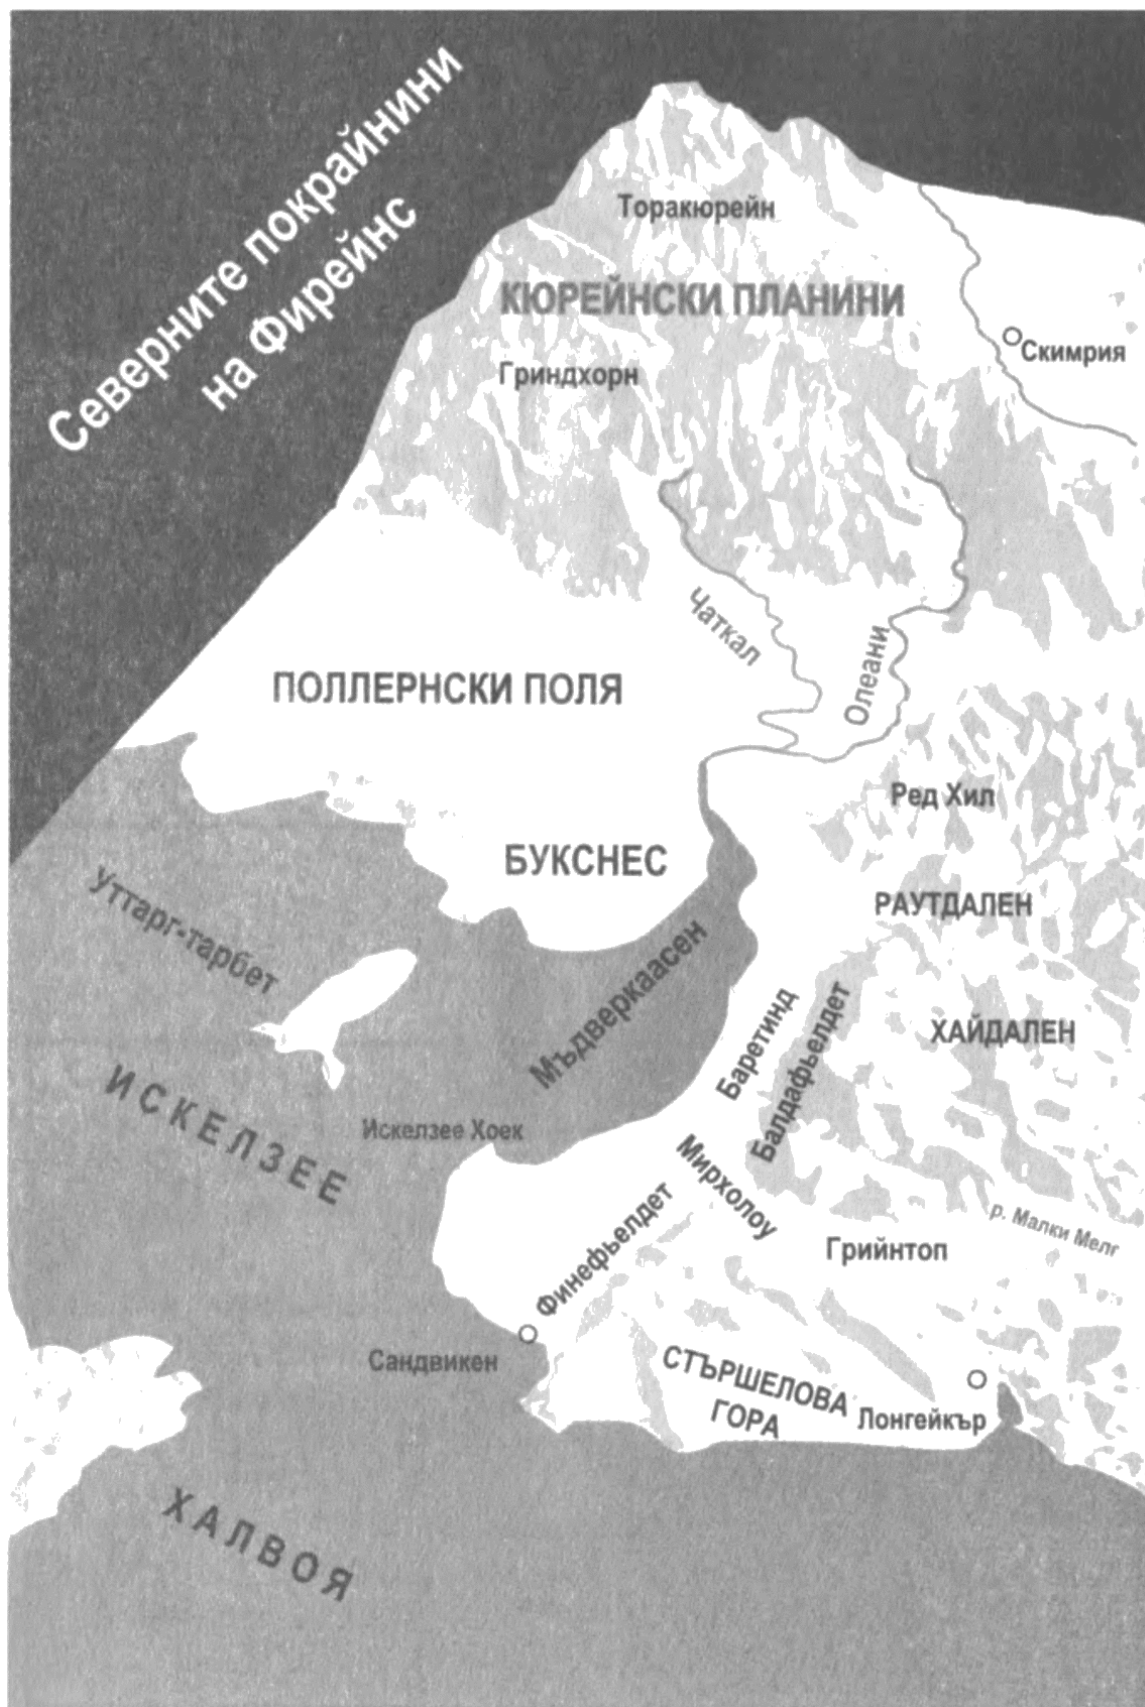 Северните покрайнини
на Фирейнс
Торакюрейн
КЮРЕЙНСКИ ПЛАНИНИ
Скимрия
Гриндхорн
Чаткал
Олеани
ПОЛЛЕРНСКИ ПОЛЯ
Ред Хил
БУКСНЕС
РАУТДАЛЕН
Уттарг-тарбет
Мъдверкаасен
Баретинд
Балдафьелдет
ХАЙДАЛЕН
ИСКЕЛЗЕЕ
Искелзее Хоек
Мирхолоу
р. Малки Мелг
Финефьелдет
Грийнтоп
Сандвикен
СТЪРШЕЛОВА
ГОРА
Лонгейкър
ХАЛВОЯ